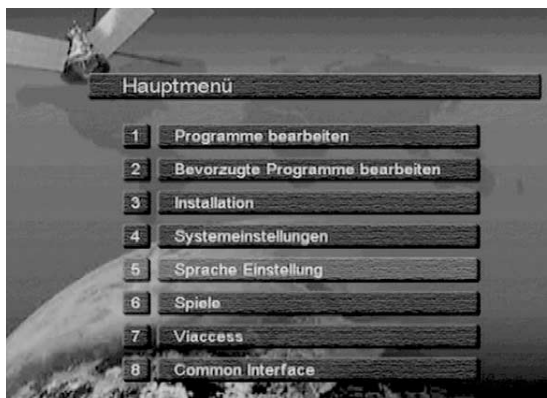 Hauptmenü
1 Programme bearbeiten
2 Bevorzugte Programme bearbeiten
3 Installation
4 Systemeinstellungen
5 Sprache Einstellung
6 Spiele
7 Viaccess
8 Common Interface